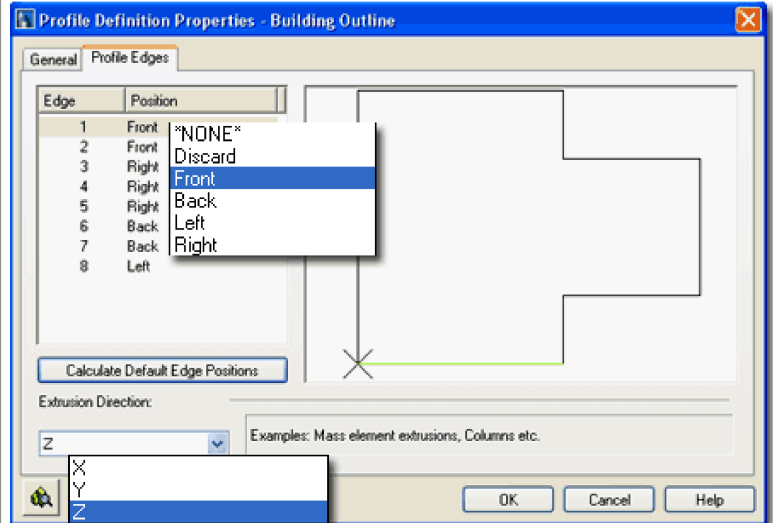 Profile Definition Properties - Building Outline
General Profile Edges
Edge Position
1 Front
2 Front
3 Right
4 Right
5 Right
6 Back
7 Back
8 Left
*NONE*
Discard
Front
Back
Left
Right
Calculate Default Edge Positions
Extrusion Direction:
Z
Examples: Mass element extrusions, Columns etc.
X
Y
Z
OK Cancel Help